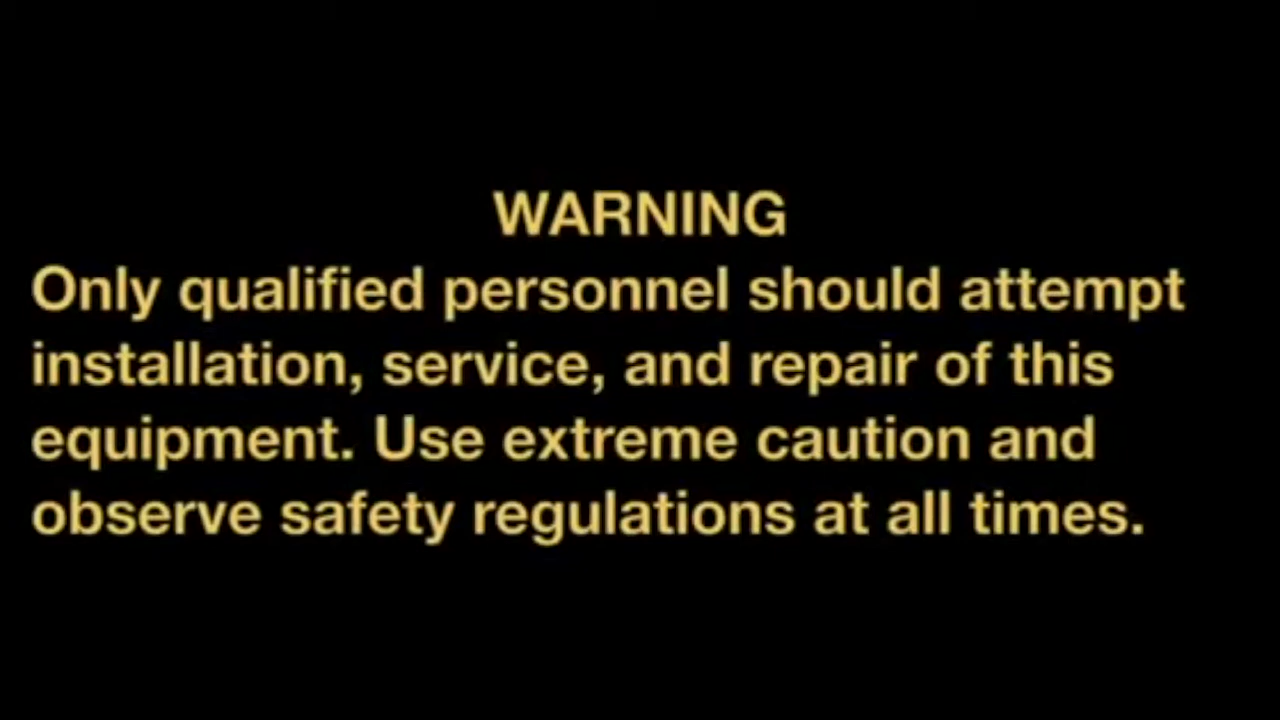 WARNING
Only qualified personnel should attempt
installation, service, and repair of this
equipment. Use extreme caution and
observe safety regulations at all times.